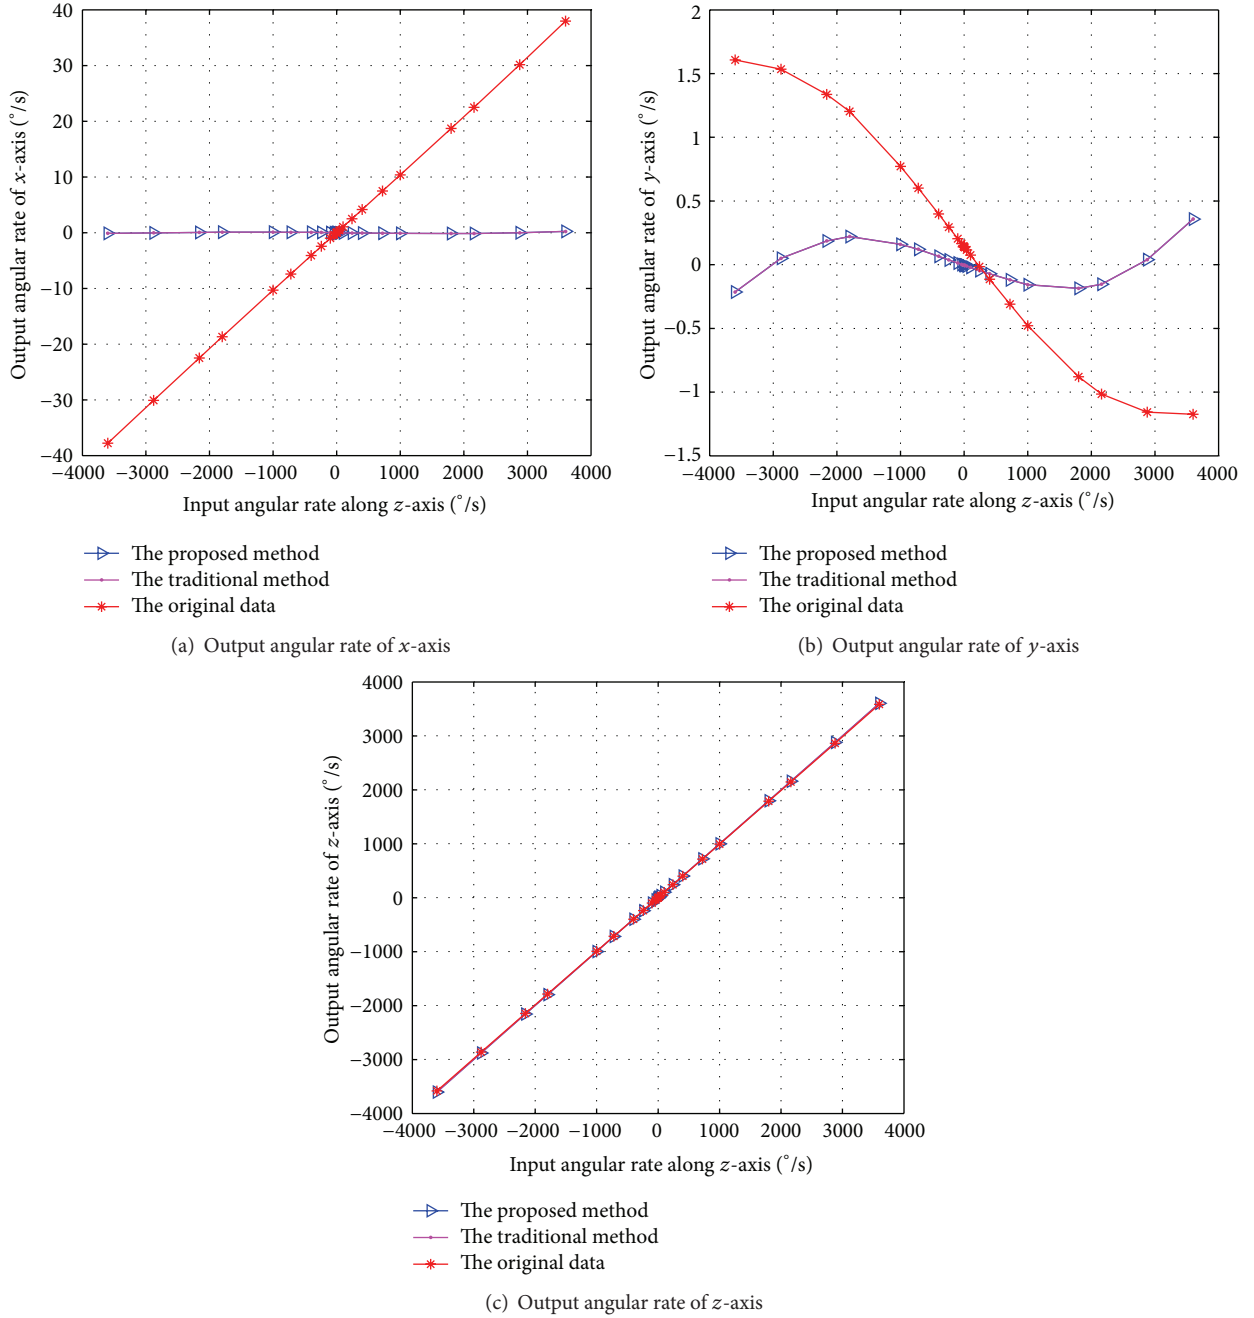 40
30
20
10
0
−10
−20
−30
−40
Output angular rate of x-axis (°/s)
−4000 −3000 −2000 −1000 0 1000 2000 3000 4000
Input angular rate along z-axis (°/s)
The proposed method
The traditional method
The original data
(a) Output angular rate of x-axis
2
1.5
1
0.5
0
−0.5
−1
−1.5
Output angular rate of y-axis (°/s)
−4000 −3000 −2000 −1000 0 1000 2000 3000 4000
Input angular rate along z-axis (°/s)
The proposed method
The traditional method
The original data
(b) Output angular rate of y-axis
4000
3000
2000
1000
0
−1000
−2000
−3000
−4000
Output angular rate of z-axis (°/s)
−4000 −3000 −2000 −1000 0 1000 2000 3000 4000
Input angular rate along z-axis (°/s)
The proposed method
The traditional method
The original data
(c) Output angular rate of z-axis